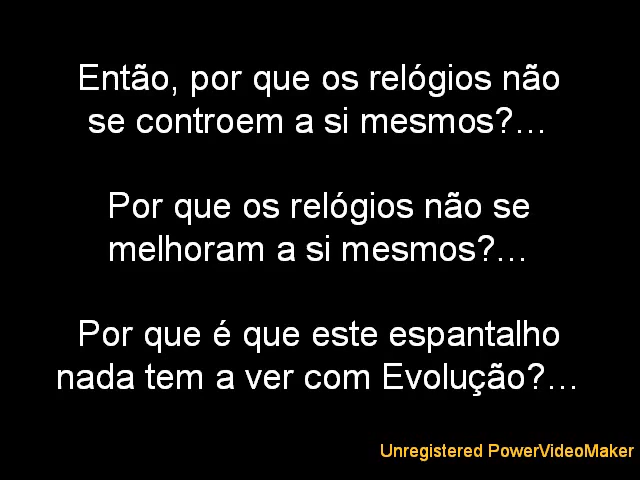 Então, por que os relógios não
se controem a si mesmos?...
Por que os relógios não se
melhoram a si mesmos?...
Por que é que este espantalho
nada tem a ver com Evolução?...
Unregistered PowerVideoMaker